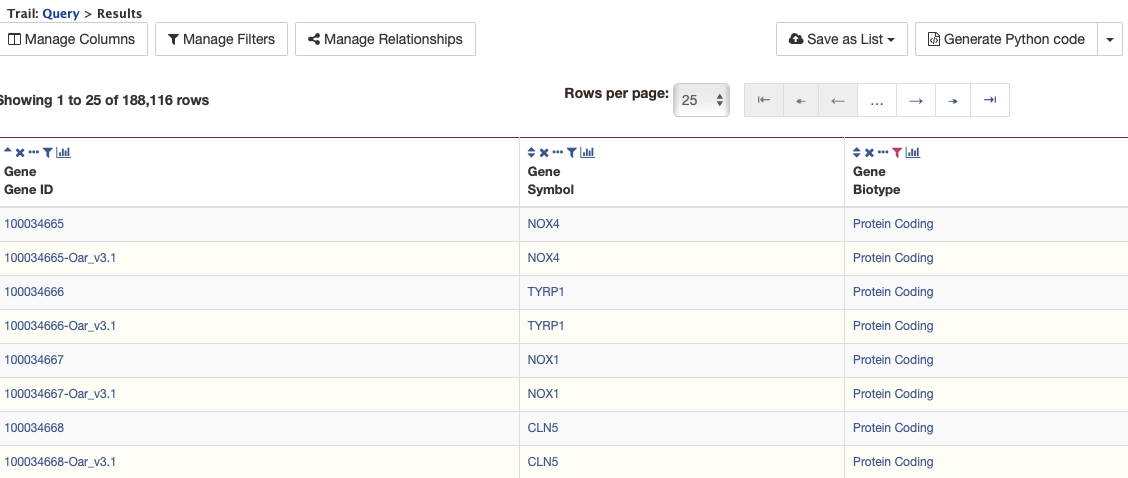 Trail: Query > Results
Manage Columns Manage Filters Manage Relationships Save as List Generate Python code
Showing 1 to 25 of 188,116 rows Rows per page: 25 ...
Gene Gene Gene
Gene ID Symbol Biotype
100034665 NOX4 Protein Coding
100034665-Oar_v3.1 NOX4 Protein Coding
100034666 TYRP1 Protein Coding
100034666-Oar_v3.1 TYRP1 Protein Coding
100034667 NOX1 Protein Coding
100034667-Oar_v3.1 NOX1 Protein Coding
100034668 CLN5 Protein Coding
100034668-Oar_v3.1 CLN5 Protein Coding